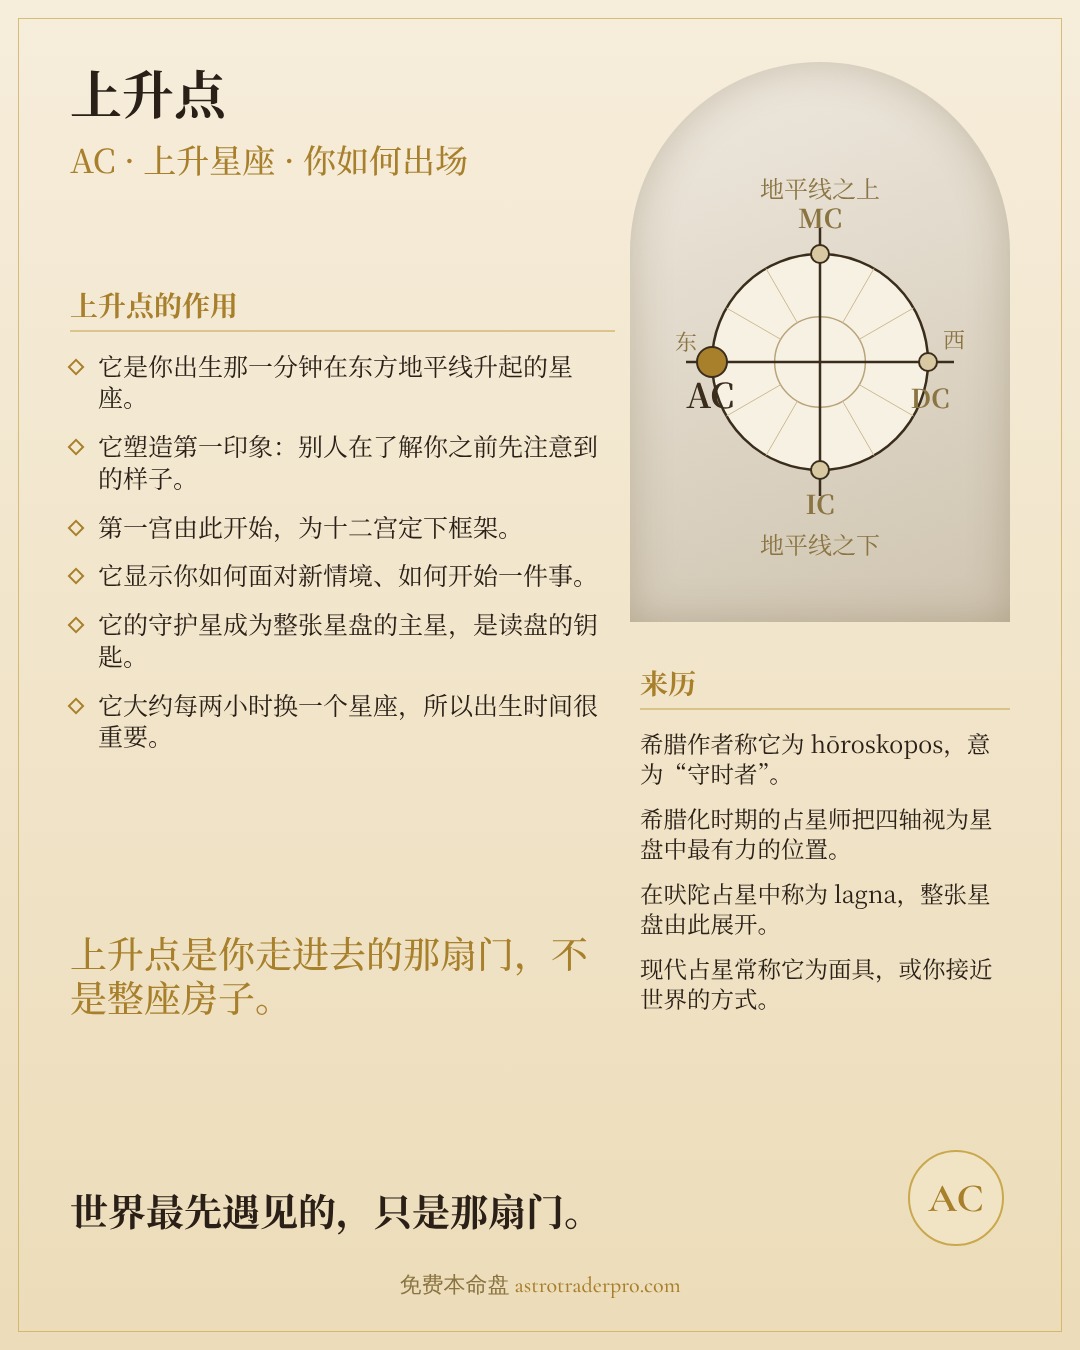 上升点
AC · 上升星座 · 你如何出场
上升点的作用
它是你出生那一分钟在东方地平线升起的星
座。
它塑造第一印象：别人在了解你之前先注意到
的样子。
第一宫由此开始，为十二宫定下框架。
它显示你如何面对新情境、如何开始一件事。
它的守护星成为整张星盘的主星，是读盘的钥
匙。
它大约每两小时换一个星座，所以出生时间很
重要。
上升点是你走进去的那扇门，不
是整座房子。
地平线之上
MC
东
西
AC
DC
IC
地平线之下
来历
希腊作者称它为 hōroskopos，意
为“守时者”。
希腊化时期的占星师把四轴视为星
盘中最有力的位置。
在吠陀占星中称为 lagna，整张星
盘由此展开。
现代占星常称它为面具，或你接近
世界的方式。
世界最先遇见的，只是那扇门。
AC
免费本命盘 astrotraderpro.com